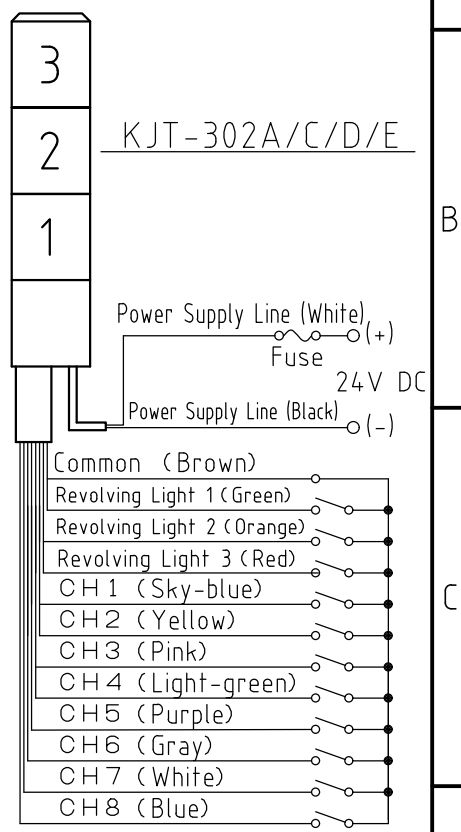 3
2
KJT-302A/C/D/E
1
B
Power Supply Line (White)
(+)
Fuse
24V DC
Power Supply Line (Black)
(-)
Common (Brown)
Revolving Light 1 (Green)
Revolving Light 2 (Orange)
Revolving Light 3 (Red)
CH1 (Sky-blue)
C
CH2 (Yellow)
CH3 (Pink)
CH4 (Light-green)
CH5 (Purple)
CH6 (Gray)
CH7 (White)
CH8 (Blue)